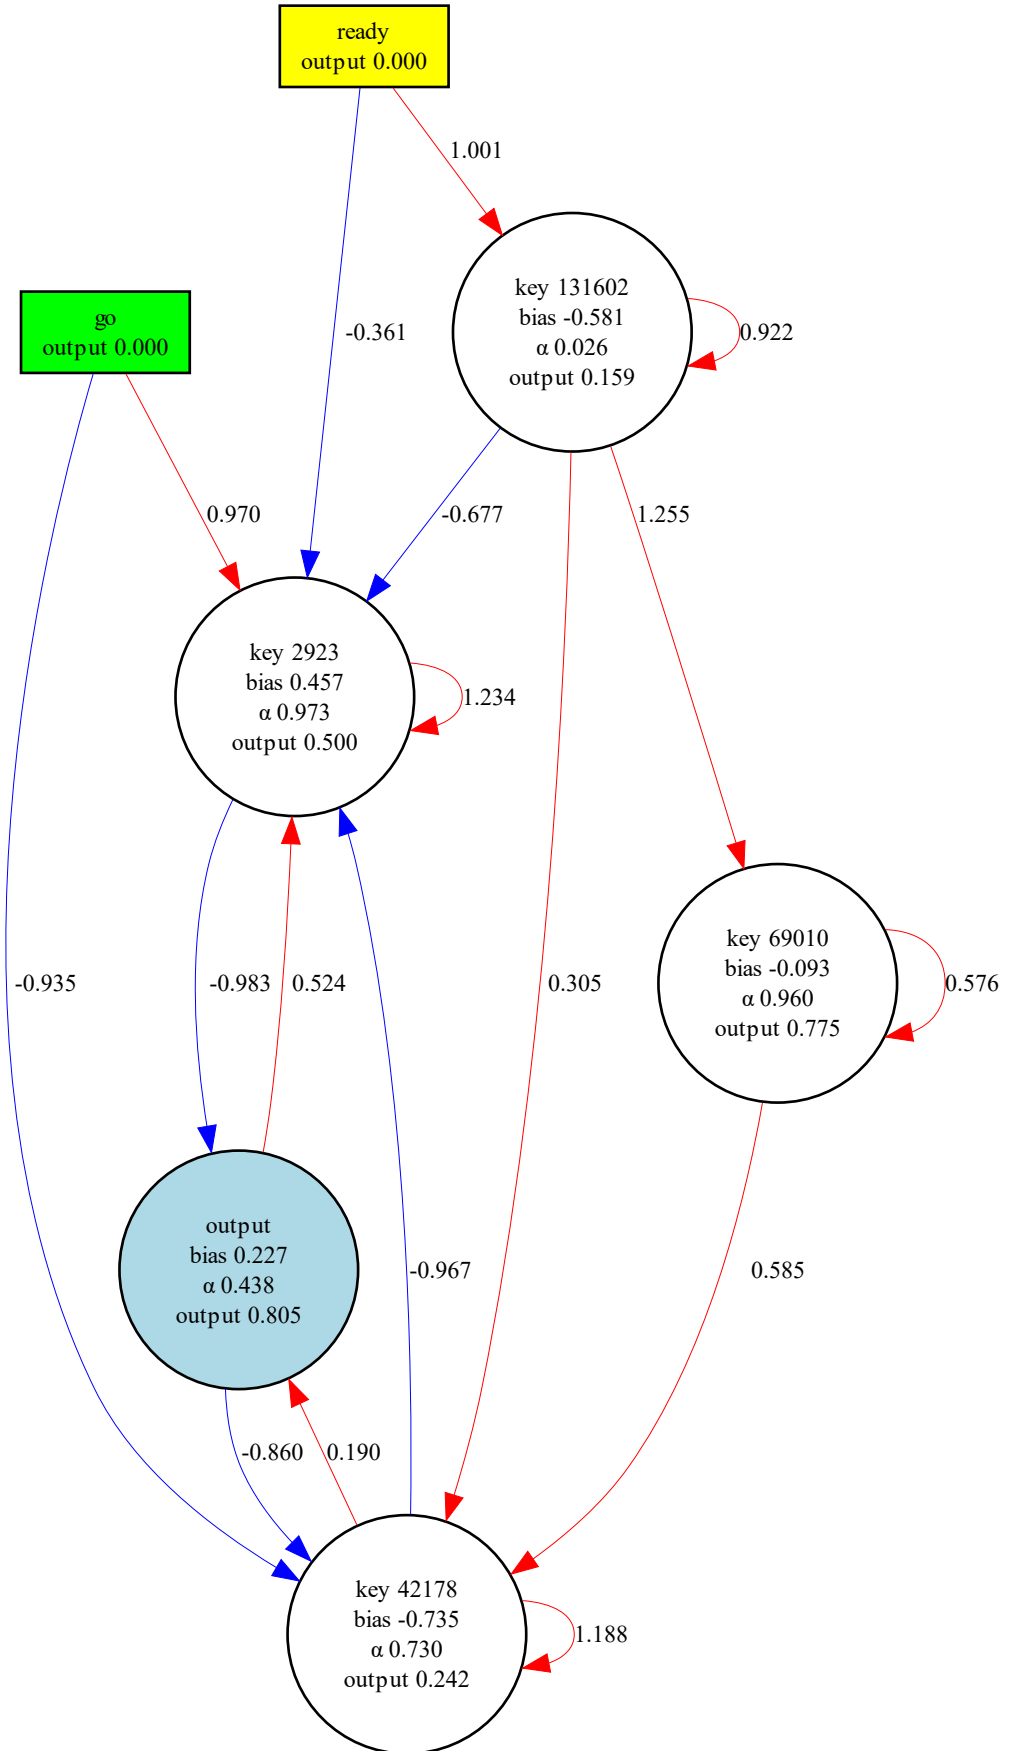 ready
output 0.000
1.001
key 131602
bias -0.581
α 0.026
output 0.159
0.922
go
output 0.000
-0.361
0.970
-0.677
1.255
key 2923
bias 0.457
α 0.973
output 0.500
1.234
key 69010
bias -0.093
α 0.960
output 0.775
0.576
-0.935
-0.983
0.524
0.305
output
bias 0.227
α 0.438
output 0.805
-0.967
0.585
-0.860
0.190
key 42178
bias -0.735
α 0.730
output 0.242
1.188